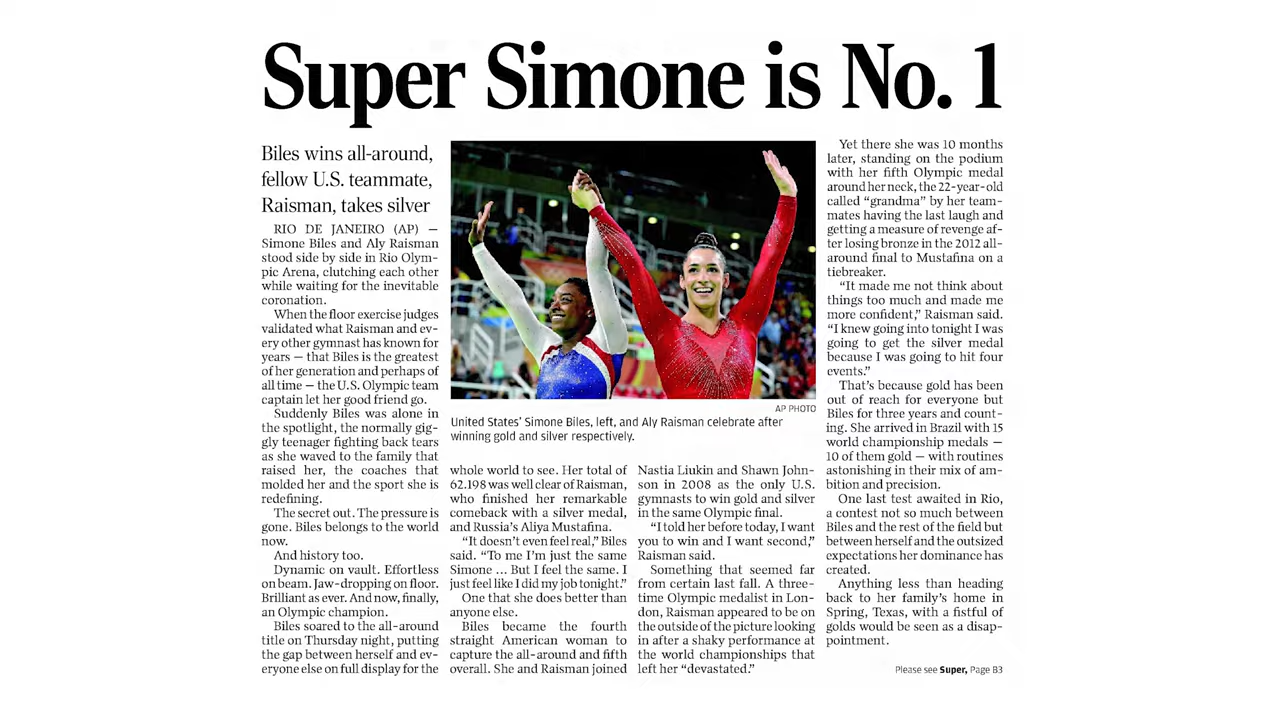 Super Simone is No. 1
Biles wins all-around,
fellow U.S. teammate,
Raisman, takes silver
RIO DE JANEIRO (AP) —
Simone Biles and Aly Raisman
stood side by side in Rio Olym-
pic Arena, clutching each other
while waiting for the inevitable
coronation.
When the floor exercise judges
validated what Raisman and ev-
ery other gymnast has known for
years — that Biles is the greatest
of her generation and perhaps of
all time — the U.S. Olympic team
captain let her good friend go.
Suddenly Biles was alone in
the spotlight, the normally gig-
gly teenager fighting back tears
as she waved to the family that
raised her, the coaches that
molded her and the sport she is
redefining.
The secret out. The pressure is
gone. Biles belongs to the world
now.
And history too.
Dynamic on vault. Effortless
on beam. Jaw-dropping on floor.
Brilliant as ever. And now, finally,
an Olympic champion.
Biles soared to the all-around
title on Thursday night, putting
the gap between herself and ev-
eryone else on full display for the
AP PHOTO
United States' Simone Biles, left, and Aly Raisman celebrate after
winning gold and silver respectively.
whole world to see. Her total of
62.198 was well clear of Raisman,
who finished her remarkable
comeback with a silver medal,
and Russia's Aliya Mustafina.
"It doesn't even feel real," Biles
said. "To me I'm just the same
Simone ... But I feel the same. I
just feel like I did my job tonight."
One that she does better than
anyone else.
Biles became the fourth
straight American woman to
capture the all-around and fifth
overall. She and Raisman joined
Nastia Liukin and Shawn John-
son in 2008 as the only U.S.
gymnasts to win gold and silver
in the same Olympic final.
"I told her before today, I want
you to win and I want second,"
Raisman said.
Something that seemed far
from certain last fall. A three-
time Olympic medalist in Lon-
don, Raisman appeared to be on
the outside of the picture looking
in after a shaky performance at
the world championships that
left her "devastated."
Yet there she was 10 months
later, standing on the podium
with her fifth Olympic medal
around her neck, the 22-year-old
called "grandma" by her team-
mates having the last laugh and
getting a measure of revenge af-
ter losing bronze in the 2012 all-
around final to Mustafina on a
tiebreaker.
"It made me not think about
things too much and made me
more confident," Raisman said.
"I knew going into tonight I was
going to get the silver medal
because I was going to hit four
events."
That's because gold has been
out of reach for everyone but
Biles for three years and count-
ing. She arrived in Brazil with 15
world championship medals —
10 of them gold — with routines
astonishing in their mix of am-
bition and precision.
One last test awaited in Rio,
a contest not so much between
Biles and the rest of the field but
between herself and the outsized
expectations her dominance has
created.
Anything less than heading
back to her family's home in
Spring, Texas, with a fistful of
golds would be seen as a disap-
pointment.
Please see Super, Page B3